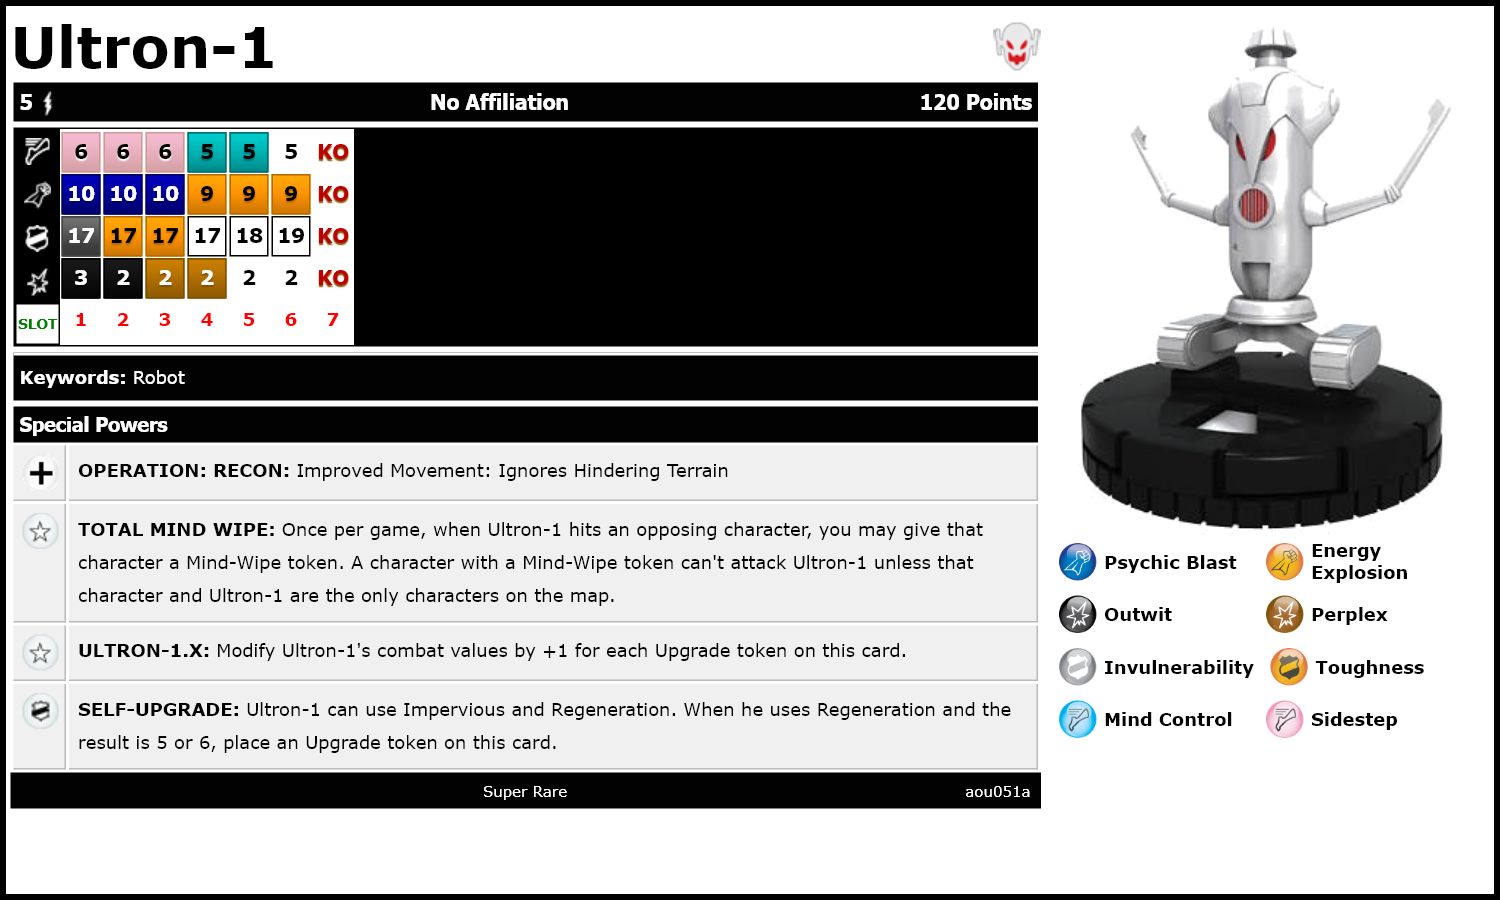 Ultron-1
5 No Affiliation 120 Points
6 6 6 5 5 5 KO
10 10 10 9 9 9 KO
17 17 17 17 18 19 KO
3 2 2 2 2 2 KO
SLOT 1 2 3 4 5 6 7
Keywords: Robot
Special Powers
OPERATION: RECON: Improved Movement: Ignores Hindering Terrain
TOTAL MIND WIPE: Once per game, when Ultron-1 hits an opposing character, you may give that
character a Mind-Wipe token. A character with a Mind-Wipe token can't attack Ultron-1 unless that
character and Ultron-1 are the only characters on the map.
ULTRON-1.X: Modify Ultron-1's combat values by +1 for each Upgrade token on this card.
SELF-UPGRADE: Ultron-1 can use Impervious and Regeneration. When he uses Regeneration and the
result is 5 or 6, place an Upgrade token on this card.
Super Rare aou051a
Psychic Blast Energy
Explosion
Outwit Perplex
Invulnerability Toughness
Mind Control Sidestep